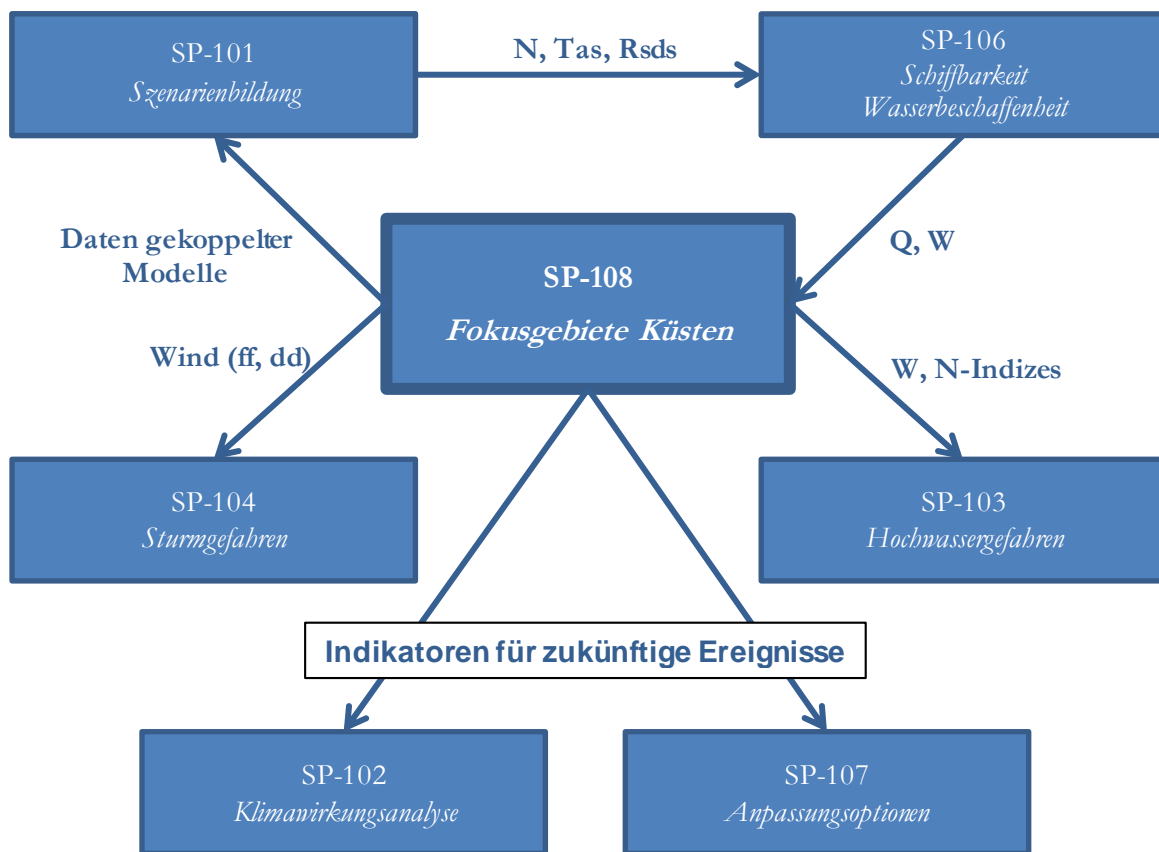 SP-101
Szenarienbildung
N, Tas, Rsds
SP-106
Schiffbarkeit
Wasserbeschaffenheit
Daten gekoppelter
Modelle
SP-108
Fokusgebiete Küsten
Q, W
Wind (ff, dd)
W, N-Indizes
SP-104
Sturmgefahren
SP-103
Hochwassergefahren
Indikatoren für zukünftige Ereignisse
SP-102
Klimawirkungsanalyse
SP-107
Anpassungsoptionen